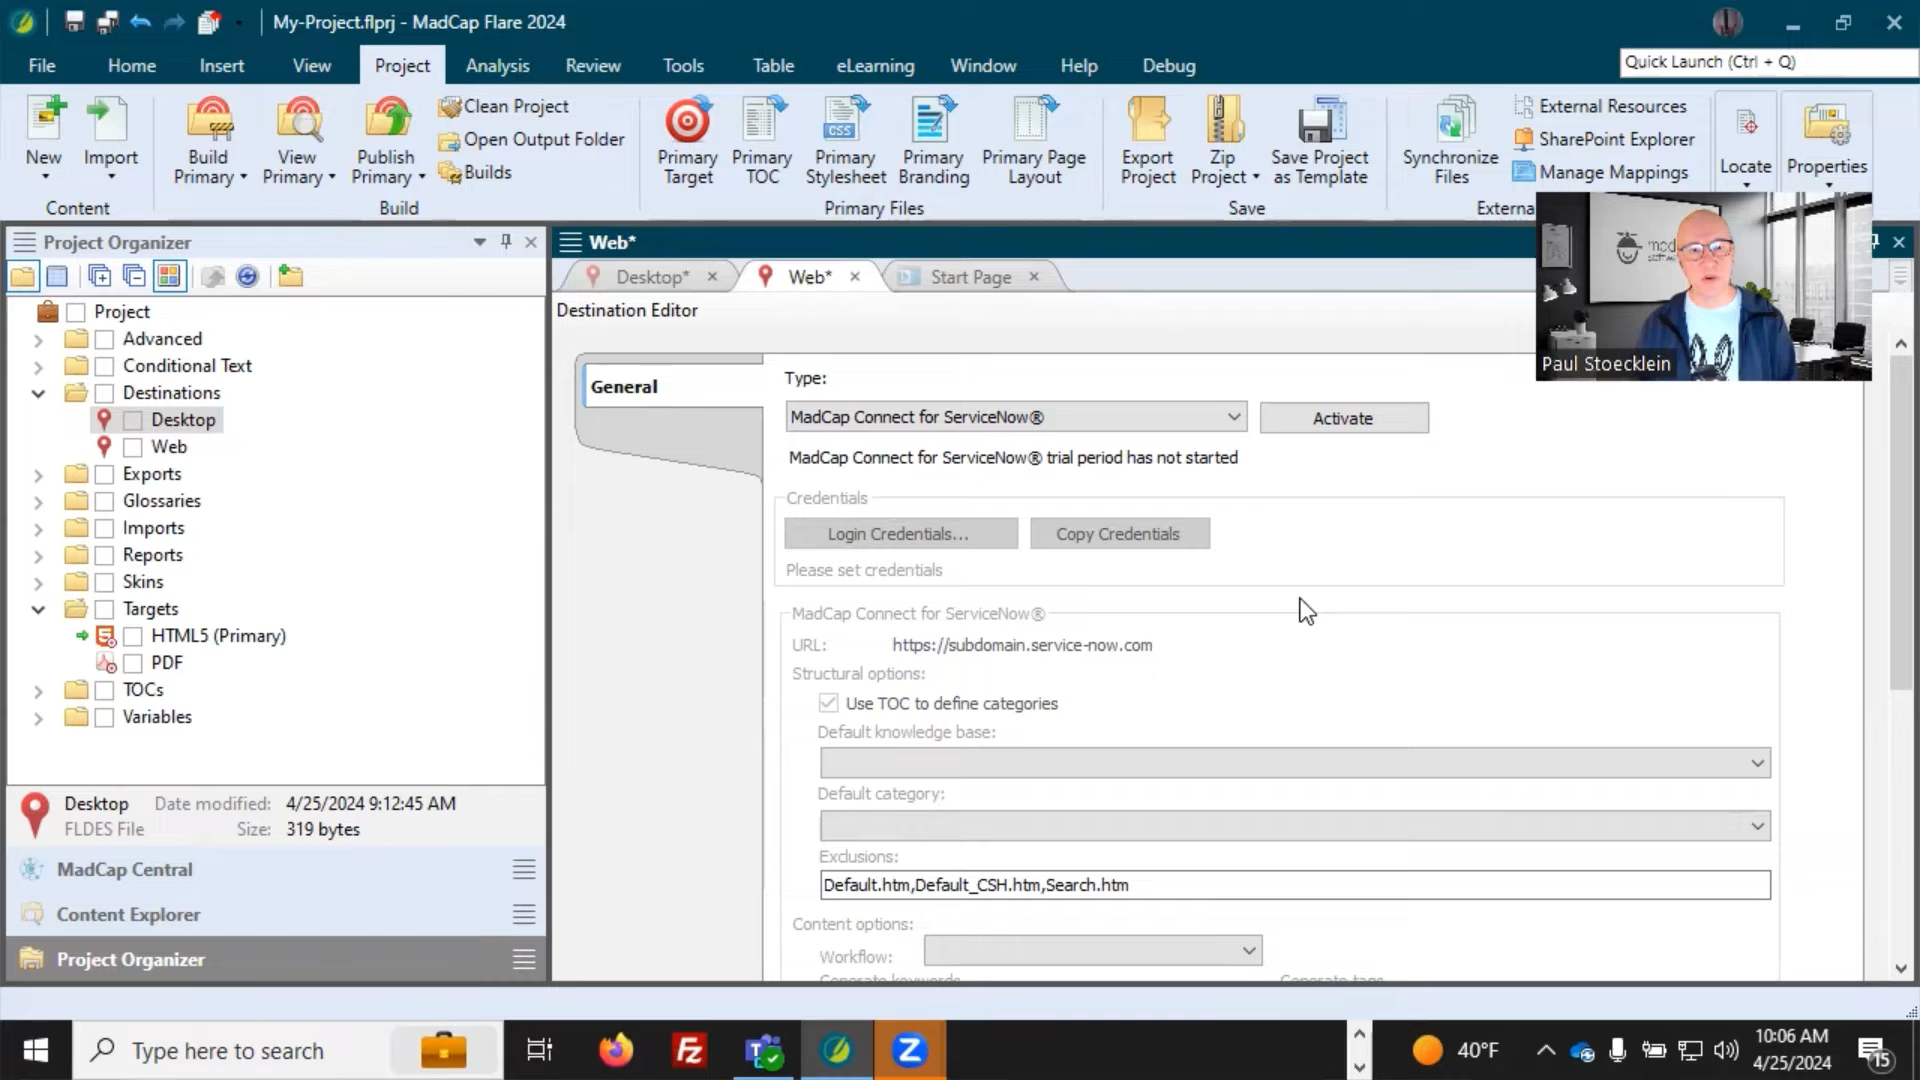 My-Project.flprj - MadCap Flare 2024
File Home Insert View Project Analysis Review Tools Table eLearning Window Help Debug
Quick Launch (Ctrl + Q)
New
Import
Content
Build Primary
View Primary
Publish Primary
Clean Project
Open Output Folder
Builds
Build
Primary Target
Primary TOC
CSS
Primary Stylesheet
Primary Branding
Primary Page Layout
Primary Files
Export Project
Zip Project
Save Project as Template
Save
Synchronize Files
External Resources
SharePoint Explorer
Manage Mappings
Externa
Locate
Properties
Project Organizer
Project
Advanced
Conditional Text
Destinations
Desktop
Web
Exports
Glossaries
Imports
Reports
Skins
Targets
HTML5 (Primary)
PDF
TOCs
Variables
Desktop Date modified: 4/25/2024 9:12:45 AM
FLDES File Size: 319 bytes
MadCap Central
Content Explorer
Project Organizer
Web*
Desktop* Web* Start Page
Destination Editor
General
Type:
MadCap Connect for ServiceNow® Activate
MadCap Connect for ServiceNow® trial period has not started
Credentials
Login Credentials... Copy Credentials
Please set credentials
MadCap Connect for ServiceNow®
URL: https://subdomain.service-now.com
Structural options:
Use TOC to define categories
Default knowledge base:
Default category:
Exclusions:
Default.htm,Default_CSH.htm,Search.htm
Content options:
Workflow:
Generate keywords Generate tags
Paul Stoecklein
Type here to search
40°F
10:06 AM
4/25/2024
15